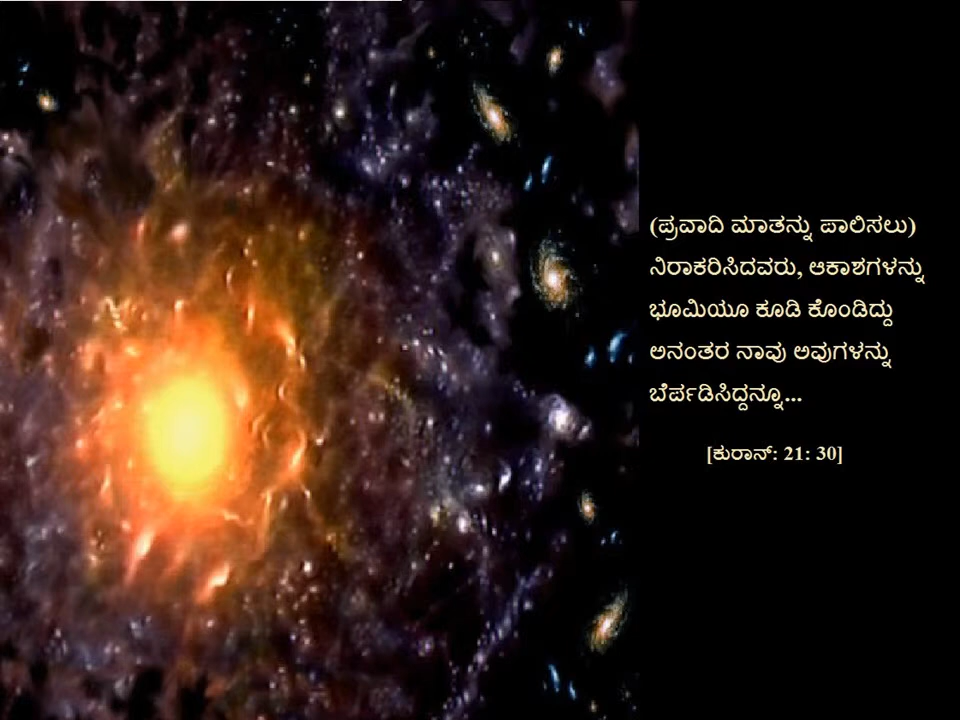 (ಪ್ರವಾದಿ ಮಾತನ್ನು ಪಾಲಿಸಲು)
ನಿರಾಕರಿಸಿದವರು, ಆಕಾಶಗಳನ್ನು
ಭೂಮಿಯೂ ಕೂಡಿ ಕೊಂಡಿದ್ದು
ಅನಂತರ ನಾವು ಅವುಗಳನ್ನು
ಬೆರ್ಪಡಿಸಿದ್ದನ್ನೂ...
[ಕುರಾನ್: 21: 30]